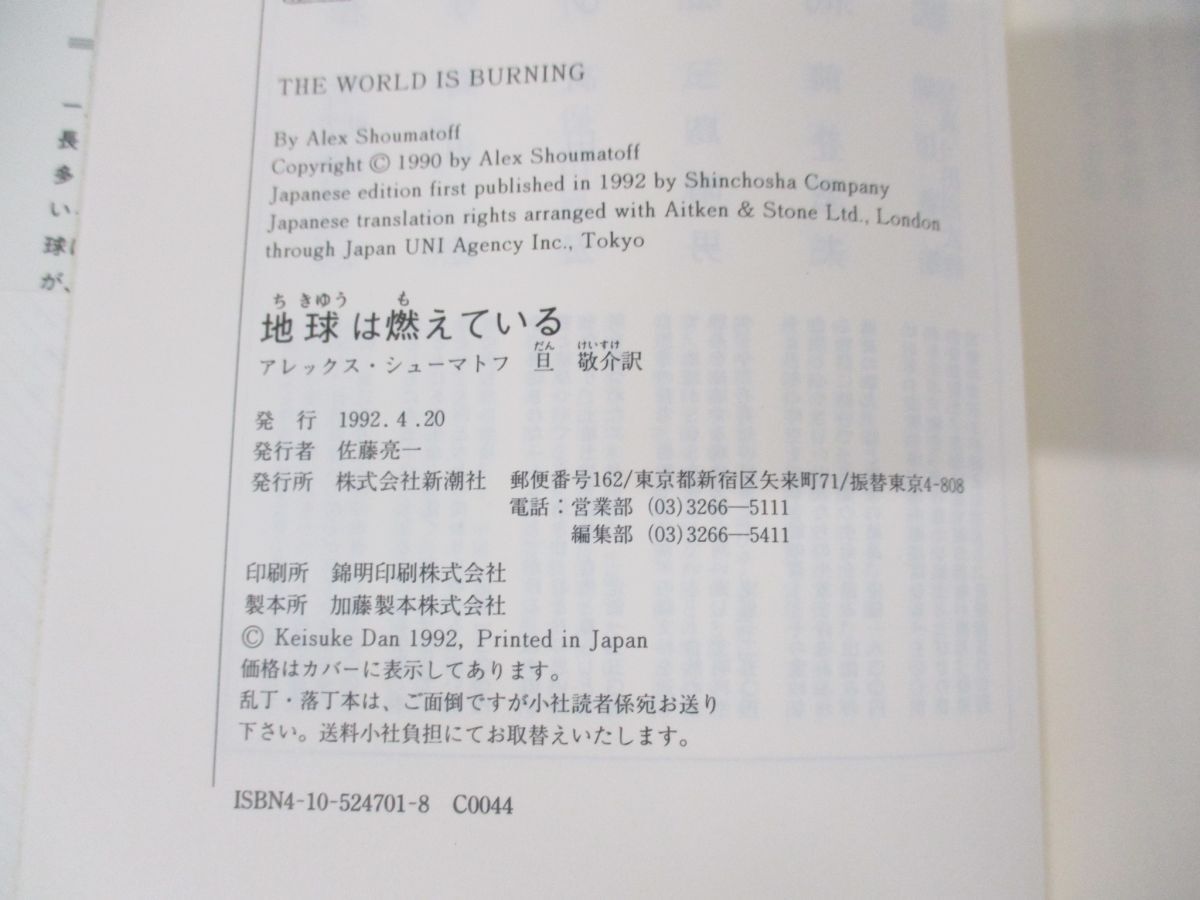 THE WORLD IS BURNING
By Alex Shoumatoff
Copyright © 1990 by Alex Shoumatoff
Japanese edition first published in 1992 by Shinchosha Company
Japanese translation rights arranged with Aitken & Stone Ltd., London
through Japan UNI Agency Inc., Tokyo
ち きゆう も
地球は燃えている
だん けいすけ
アレックス・シューマトフ 旦 敬介訳
発 行 1992.4.20
発行者 佐藤亮一
発行所 株式会社新潮社 郵便番号162/東京都新宿区矢来町71/振替東京4-808
電話:営業部 (03)3266―5111
編集部 (03)3266―5411
印刷所 錦明印刷株式会社
製本所 加藤製本株式会社
© Keisuke Dan 1992, Printed in Japan
価格はカバーに表示してあります。
乱丁・落丁本は、ご面倒ですが小社読者係宛お送り
下さい。送料小社負担にてお取替えいたします。
ISBN4-10-524701-8 C0044
一
長
多
い
球
が、